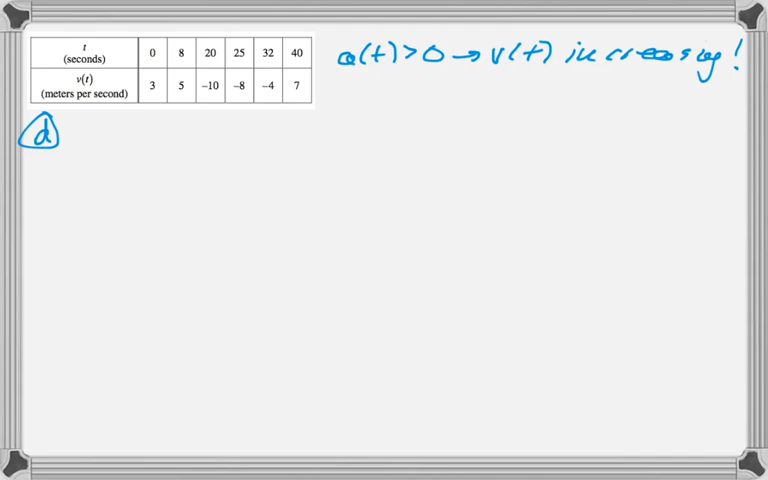 t (seconds) 0 8 20 25 32 40
v(t) (meters per second) 3 5 −10 −8 −4 7
a(t) > 0 → v(t) increasing!
d